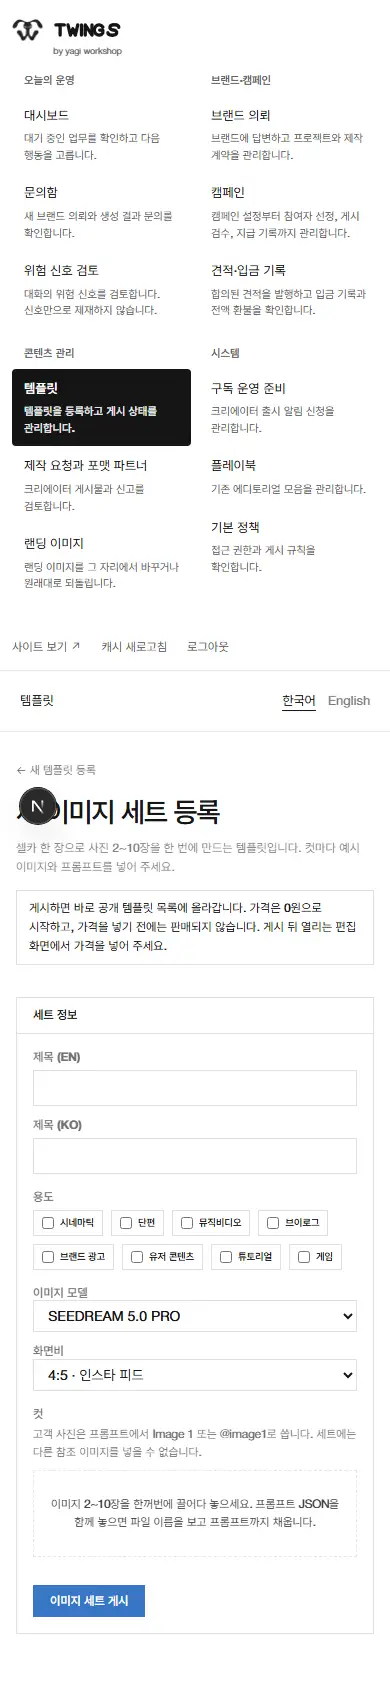 TWINGS
by yagi workshop
오늘의 운영
대시보드
대기 중인 업무를 확인하고 다음
행동을 고릅니다.
문의함
새 브랜드 의뢰와 생성 결과 문의를
확인합니다.
위험 신호 검토
대화의 위험 신호를 검토합니다.
신호만으로 제재하지 않습니다.
브랜드·캠페인
브랜드 의뢰
브랜드에 답변하고 프로젝트와 제작
계약을 관리합니다.
캠페인
캠페인 설정부터 참여자 선정, 게시
검수, 지급 기록까지 관리합니다.
견적·입금 기록
합의된 견적을 발행하고 입금 기록과
전액 환불을 확인합니다.
콘텐츠 관리
템플릿
템플릿을 등록하고 게시 상태를
관리합니다.
제작 요청과 포맷 파트너
크리에이터 게시물과 신고를
검토합니다.
랜딩 이미지
랜딩 이미지를 그 자리에서 바꾸거나
원래대로 되돌립니다.
시스템
구독 운영 준비
크리에이터 출시 알림 신청을
관리합니다.
플레이북
기존 에디토리얼 모음을 관리합니다.
기본 정책
접근 권한과 게시 규칙을
확인합니다.
사이트 보기 ↗ 캐시 새로고침 로그아웃
템플릿 한국어 English
← 새 템플릿 등록
N
이미지 세트 등록
셀카 한 장으로 사진 2~10장을 한 번에 만드는 템플릿입니다. 컷마다 예시
이미지와 프롬프트를 넣어 주세요.
게시하면 바로 공개 템플릿 목록에 올라갑니다. 가격은 0원으로
시작하고, 가격을 넣기 전에는 판매되지 않습니다. 게시 뒤 열리는 편집
화면에서 가격을 넣어 주세요.
세트 정보
제목 (EN)
제목 (KO)
용도
시네마틱 단편 뮤직비디오 브이로그
브랜드 광고 유저 콘텐츠 튜토리얼 게임
이미지 모델
SEEDREAM 5.0 PRO
화면비
4:5 · 인스타 피드
컷
고객 사진은 프롬프트에서 Image 1 또는 @image1로 씁니다. 세트에는
다른 참조 이미지를 넣을 수 없습니다.
이미지 2~10장을 한꺼번에 끌어다 놓으세요. 프롬프트 JSON을
함께 놓으면 파일 이름을 보고 프롬프트까지 채웁니다.
이미지 세트 게시